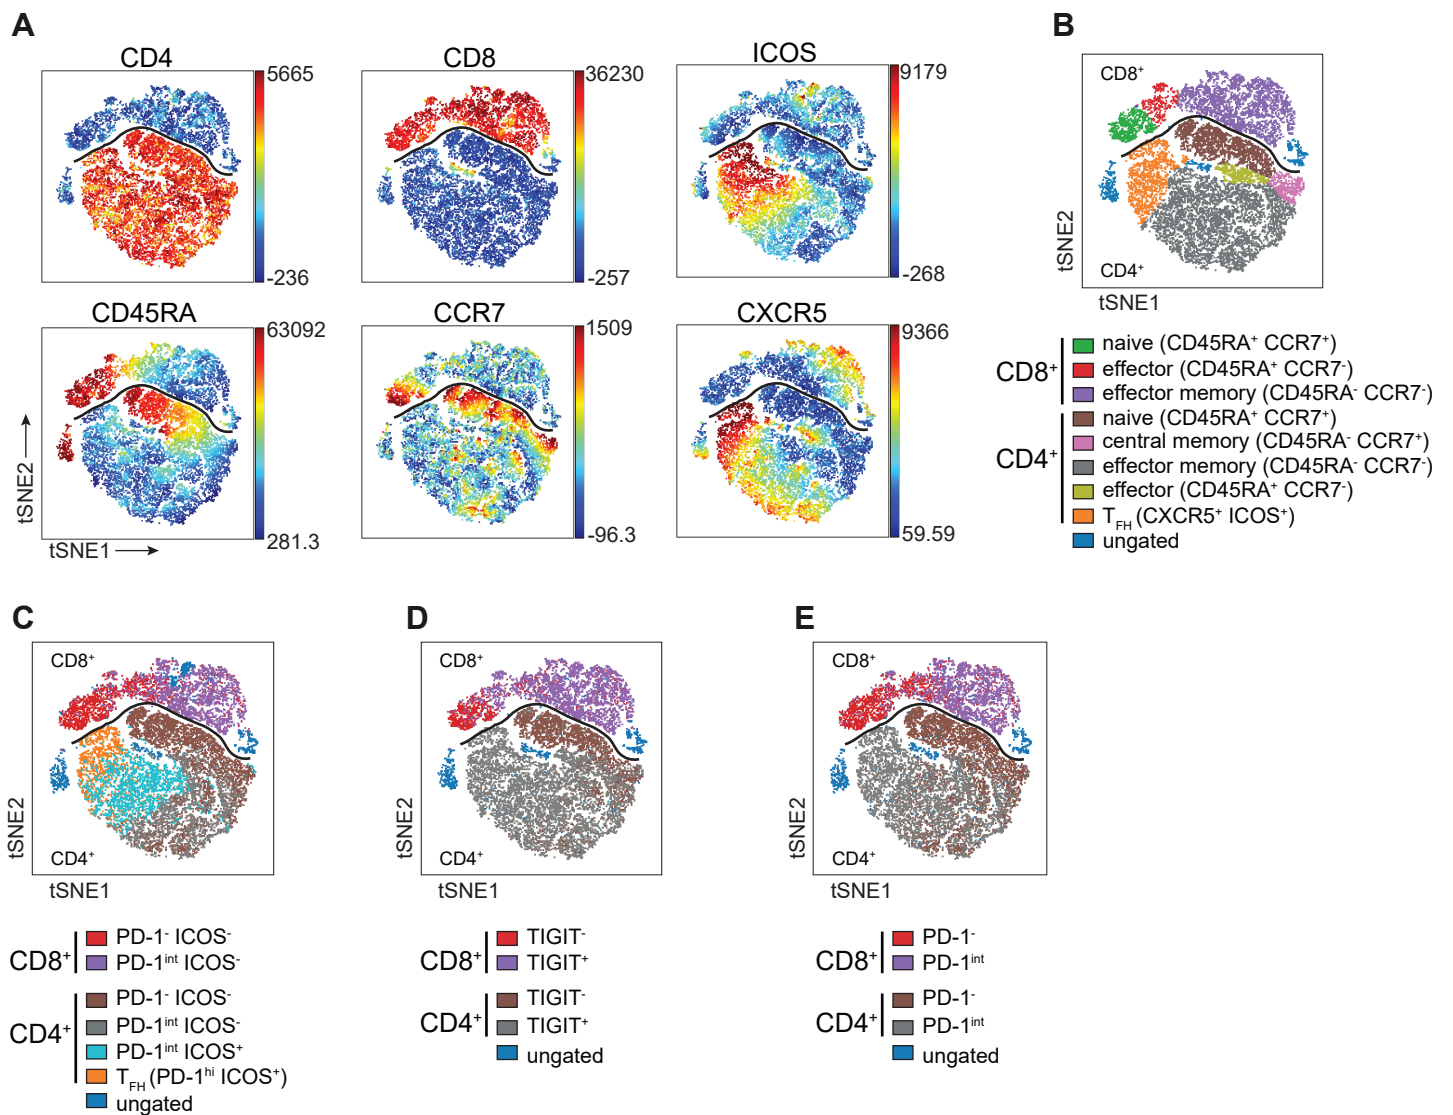 A
CD4
5665
-236
CD8
36230
-257
ICOS
9179
-268
CD45RA
63092
281.3
CCR7
1509
-96.3
CXCR5
9366
59.59
tSNE2
tSNE1
B
CD8⁺
CD4⁺
tSNE2
tSNE1
CD8⁺
naive (CD45RA⁺ CCR7⁺)
effector (CD45RA⁺ CCR7⁻)
effector memory (CD45RA⁻ CCR7⁻)
CD4⁺
naive (CD45RA⁺ CCR7⁺)
central memory (CD45RA⁻ CCR7⁺)
effector memory (CD45RA⁻ CCR7⁻)
effector (CD45RA⁺ CCR7⁻)
T_FH (CXCR5⁺ ICOS⁺)
ungated
C
CD8⁺
CD4⁺
tSNE2
tSNE1
CD8⁺
PD-1⁻ ICOS⁻
PD-1ⁱⁿᵗ ICOS⁻
CD4⁺
PD-1⁻ ICOS⁻
PD-1ⁱⁿᵗ ICOS⁻
PD-1ⁱⁿᵗ ICOS⁺
T_FH (PD-1ʰⁱ ICOS⁺)
ungated
D
CD8⁺
CD4⁺
tSNE2
tSNE1
CD8⁺
TIGIT⁻
TIGIT⁺
CD4⁺
TIGIT⁻
TIGIT⁺
ungated
E
CD8⁺
CD4⁺
tSNE2
tSNE1
CD8⁺
PD-1⁻
PD-1ⁱⁿᵗ
CD4⁺
PD-1⁻
PD-1ⁱⁿᵗ
ungated